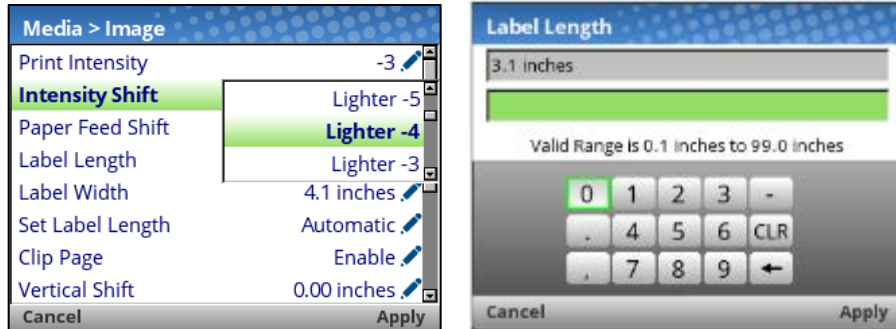 Media > Image
Print Intensity -3
Intensity Shift
Lighter -5
Paper Feed Shift
Lighter -4
Label Length
Lighter -3
Label Width 4.1 inches
Set Label Length Automatic
Clip Page Enable
Vertical Shift 0.00 inches
Cancel Apply
Label Length
3.1 inches
Valid Range is 0.1 inches to 99.0 inches
0 1 2 3 -
. 4 5 6 CLR
, 7 8 9 ←
Cancel Apply